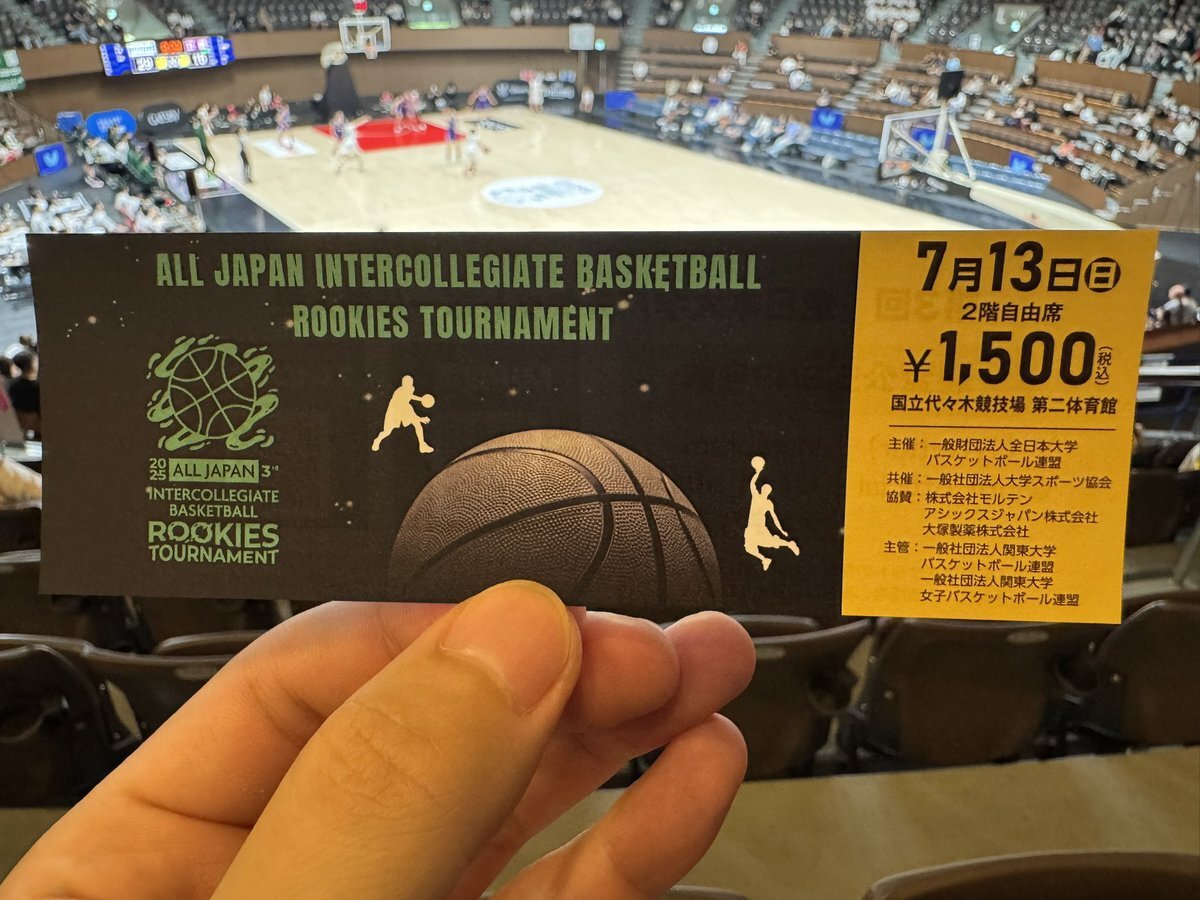 ALL JAPAN INTERCOLLEGIATE BASKETBALL
ROOKIES TOURNAMENT
2025 ALL JAPAN 3rd
INTERCOLLEGIATE
BASKETBALL
ROOKIES
TOURNAMENT
7月13日㊐
2階自由席
¥1,500(税込)
国立代々木競技場 第二体育館
主催：一般財団法人全日本大学
バスケットボール連盟
共催：一般社団法人大学スポーツ協会
協賛：株式会社モルテン
アシックスジャパン株式会社
大塚製薬株式会社
主管：一般社団法人関東大学
バスケットボール連盟
一般社団法人関東大学
女子バスケットボール連盟